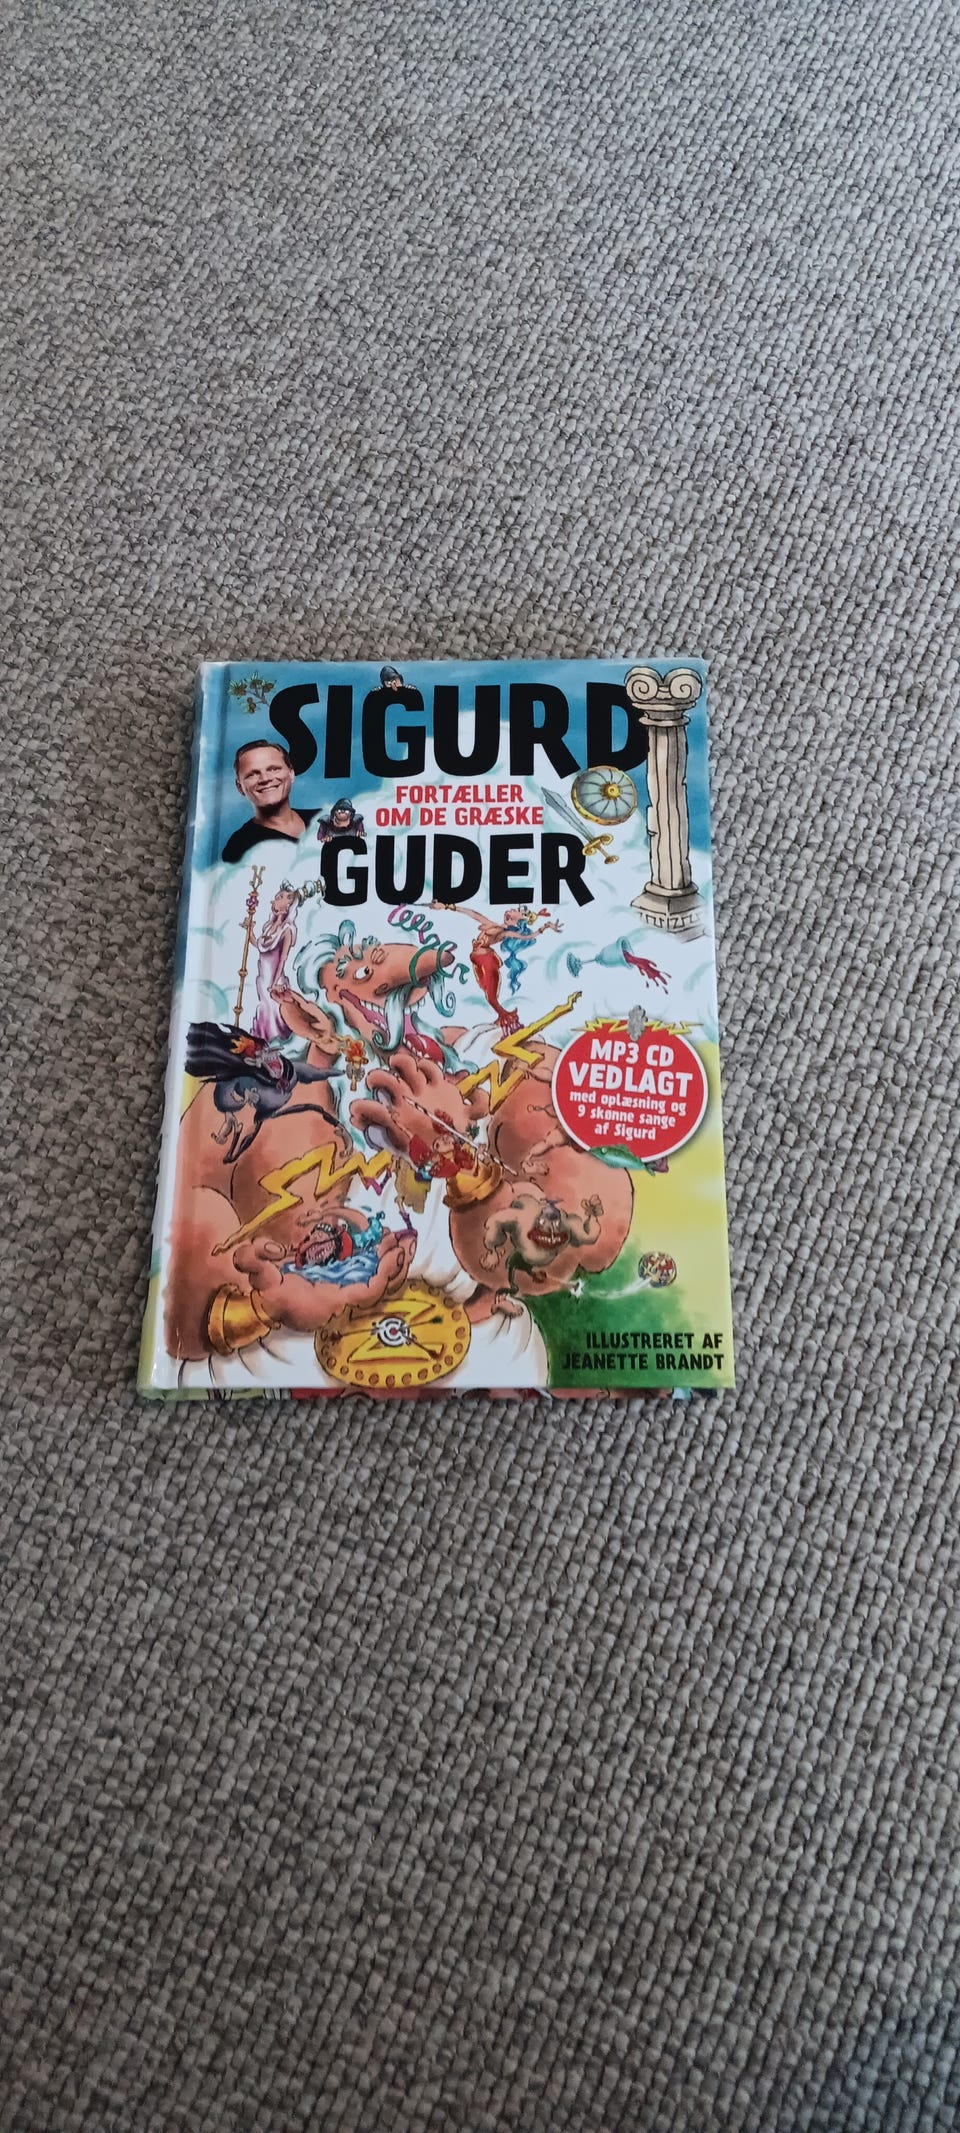 SIGURD
FORTÆLLER
OM DE GRÆSKE
GUDER
MP3 CD
VEDLAGT
med oplæsning og
9 skønne sange
af Sigurd
ILLUSTRERET AF
JEANETTE BRANDT